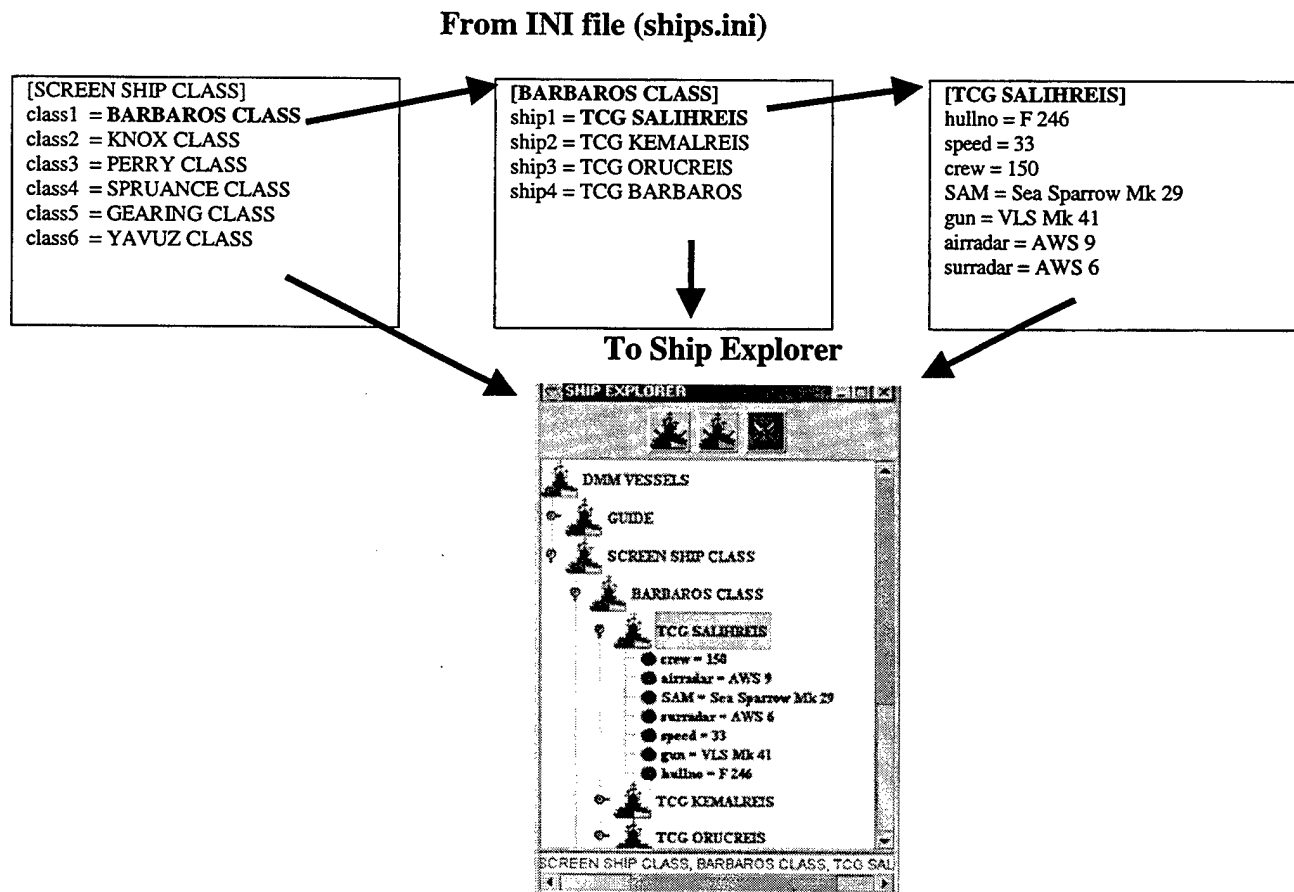 From INI file (ships.ini)
[SCREEN SHIP CLASS]
class1 = BARBAROS CLASS
class2 = KNOX CLASS
class3 = PERRY CLASS
class4 = SPRUANCE CLASS
class5 = GEARING CLASS
class6 = YAVUZ CLASS
[BARBAROS CLASS]
ship1 = TCG SALIHREIS
ship2 = TCG KEMALREIS
ship3 = TCG ORUCREIS
ship4 = TCG BARBAROS
[TCG SALIHREIS]
hullno = F 246
speed = 33
crew = 150
SAM = Sea Sparrow Mk 29
gun = VLS Mk 41
airradar = AWS 9
surradar = AWS 6
To Ship Explorer
SHIP EXPLORER
DMM VESSELS
GUIDE
SCREEN SHIP CLASS
BARBAROS CLASS
TCG SALIHREIS
crew = 150
airradar = AWS 9
SAM = Sea Sparrow Mk 29
surradar = AWS 6
speed = 33
gun = VLS Mk 41
hullno = F 246
TCG KEMALREIS
TCG ORUCREIS
SCREEN SHIP CLASS, BARBAROS CLASS, TCG SAL